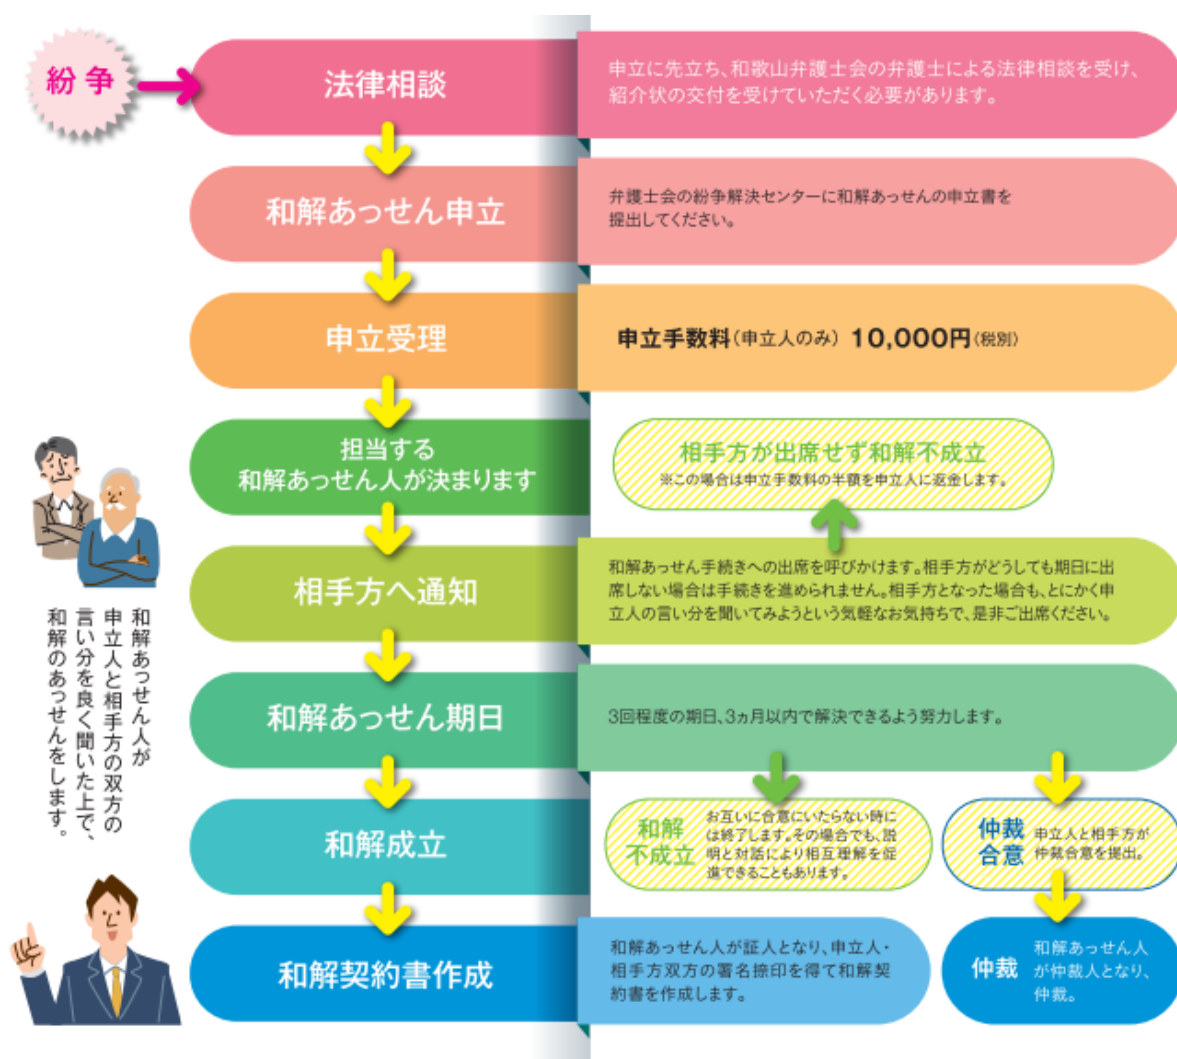 紛争
法律相談
申立に先立ち、和歌山弁護士会の弁護士による法律相談を受け、
紹介状の交付を受けていただく必要があります。
和解あっせん申立
弁護士会の紛争解決センターに和解あっせんの申立書を
提出してください。
申立受理
申立手数料（申立人のみ） 10,000円（税別）
担当する
和解あっせん人が決まります
相手方が出席せず和解不成立
※この場合は申立手数料の半額を申立人に返金します。
相手方へ通知
和解あっせん手続きへの出席を呼びかけます。相手方がどうしても期日に出
席しない場合は手続きを進められません。相手方となった場合も、とにかく申
立人の言い分を聞いてみようという気軽なお気持ちで、是非ご出席ください。
和解あっせん期日
3回程度の期日、3ヵ月以内で解決できるよう努力します。
和解あっせん人が
申立人と相手方の双方の
言い分を良く聞いた上で、
和解のあっせんをします。
和解成立
和解
不成立
お互いに合意にいたらない時に
は終了します。その場合でも、説
明と対話により相互理解を促
進できることもあります。
仲裁
合意
申立人と相手方が
仲裁合意を提出。
和解契約書作成
和解あっせん人が証人となり、申立人・
相手方双方の署名捺印を得て和解契
約書を作成します。
仲裁
和解あっせん人
が仲裁人となり、
仲裁。